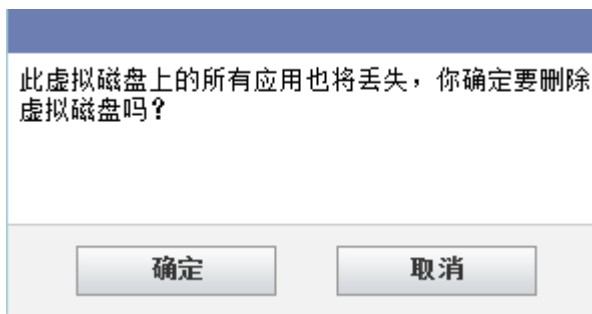 此虚拟磁盘上的所有应用也将丢失，你确定要删除
虚拟磁盘吗？
确定
取消